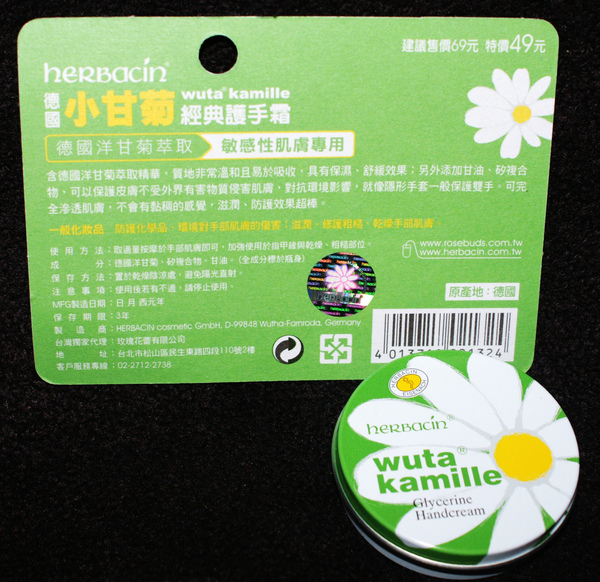 建議售價69元 特價49元
herbacin®
德國 小甘菊 wuta® kamille
經典護手霜
德國洋甘菊萃取 敏感性肌膚專用
含德國洋甘菊萃取精華，質地非常溫和且易於吸收，具有保濕、舒緩效果；另外添加甘油、矽複合
物，可以保護皮膚不受外界有害物質侵害肌膚，對抗環境影響，就像隱形手套一般保護雙手。可完
全滲透肌膚，不會有黏稠的感覺，滋潤、防護效果超棒。
一般化妝品 防護化學品、環境對手部肌膚的傷害；滋潤、修護粗糙、乾燥手部肌膚。
使用方法：取適量按摩於手部肌膚即可，加強使用於指甲緣與乾燥、粗糙部位。
成分：德國洋甘菊、矽複合物、甘油。（全成分標於瓶身）
保存方法：置於乾燥陰涼處，避免陽光直射。
注意事項：使用後若有不適，請停止使用。
MFG製造日期：日 月 西元年
保存期限：3年
製造商：HERBACIN cosmetic GmbH, D-99848 Wutha-Farnroda, Germany
台灣獨家代理：玫瑰花蕾有限公司
地址：台北市松山區民生東路四段110號2樓
客戶服務專線：02-2712-2738
www.rosebuds.com.tw
www.herbacin.com.tw
原產地：德國
herbacin®
wuta®
kamille
Glycerine
Handcream